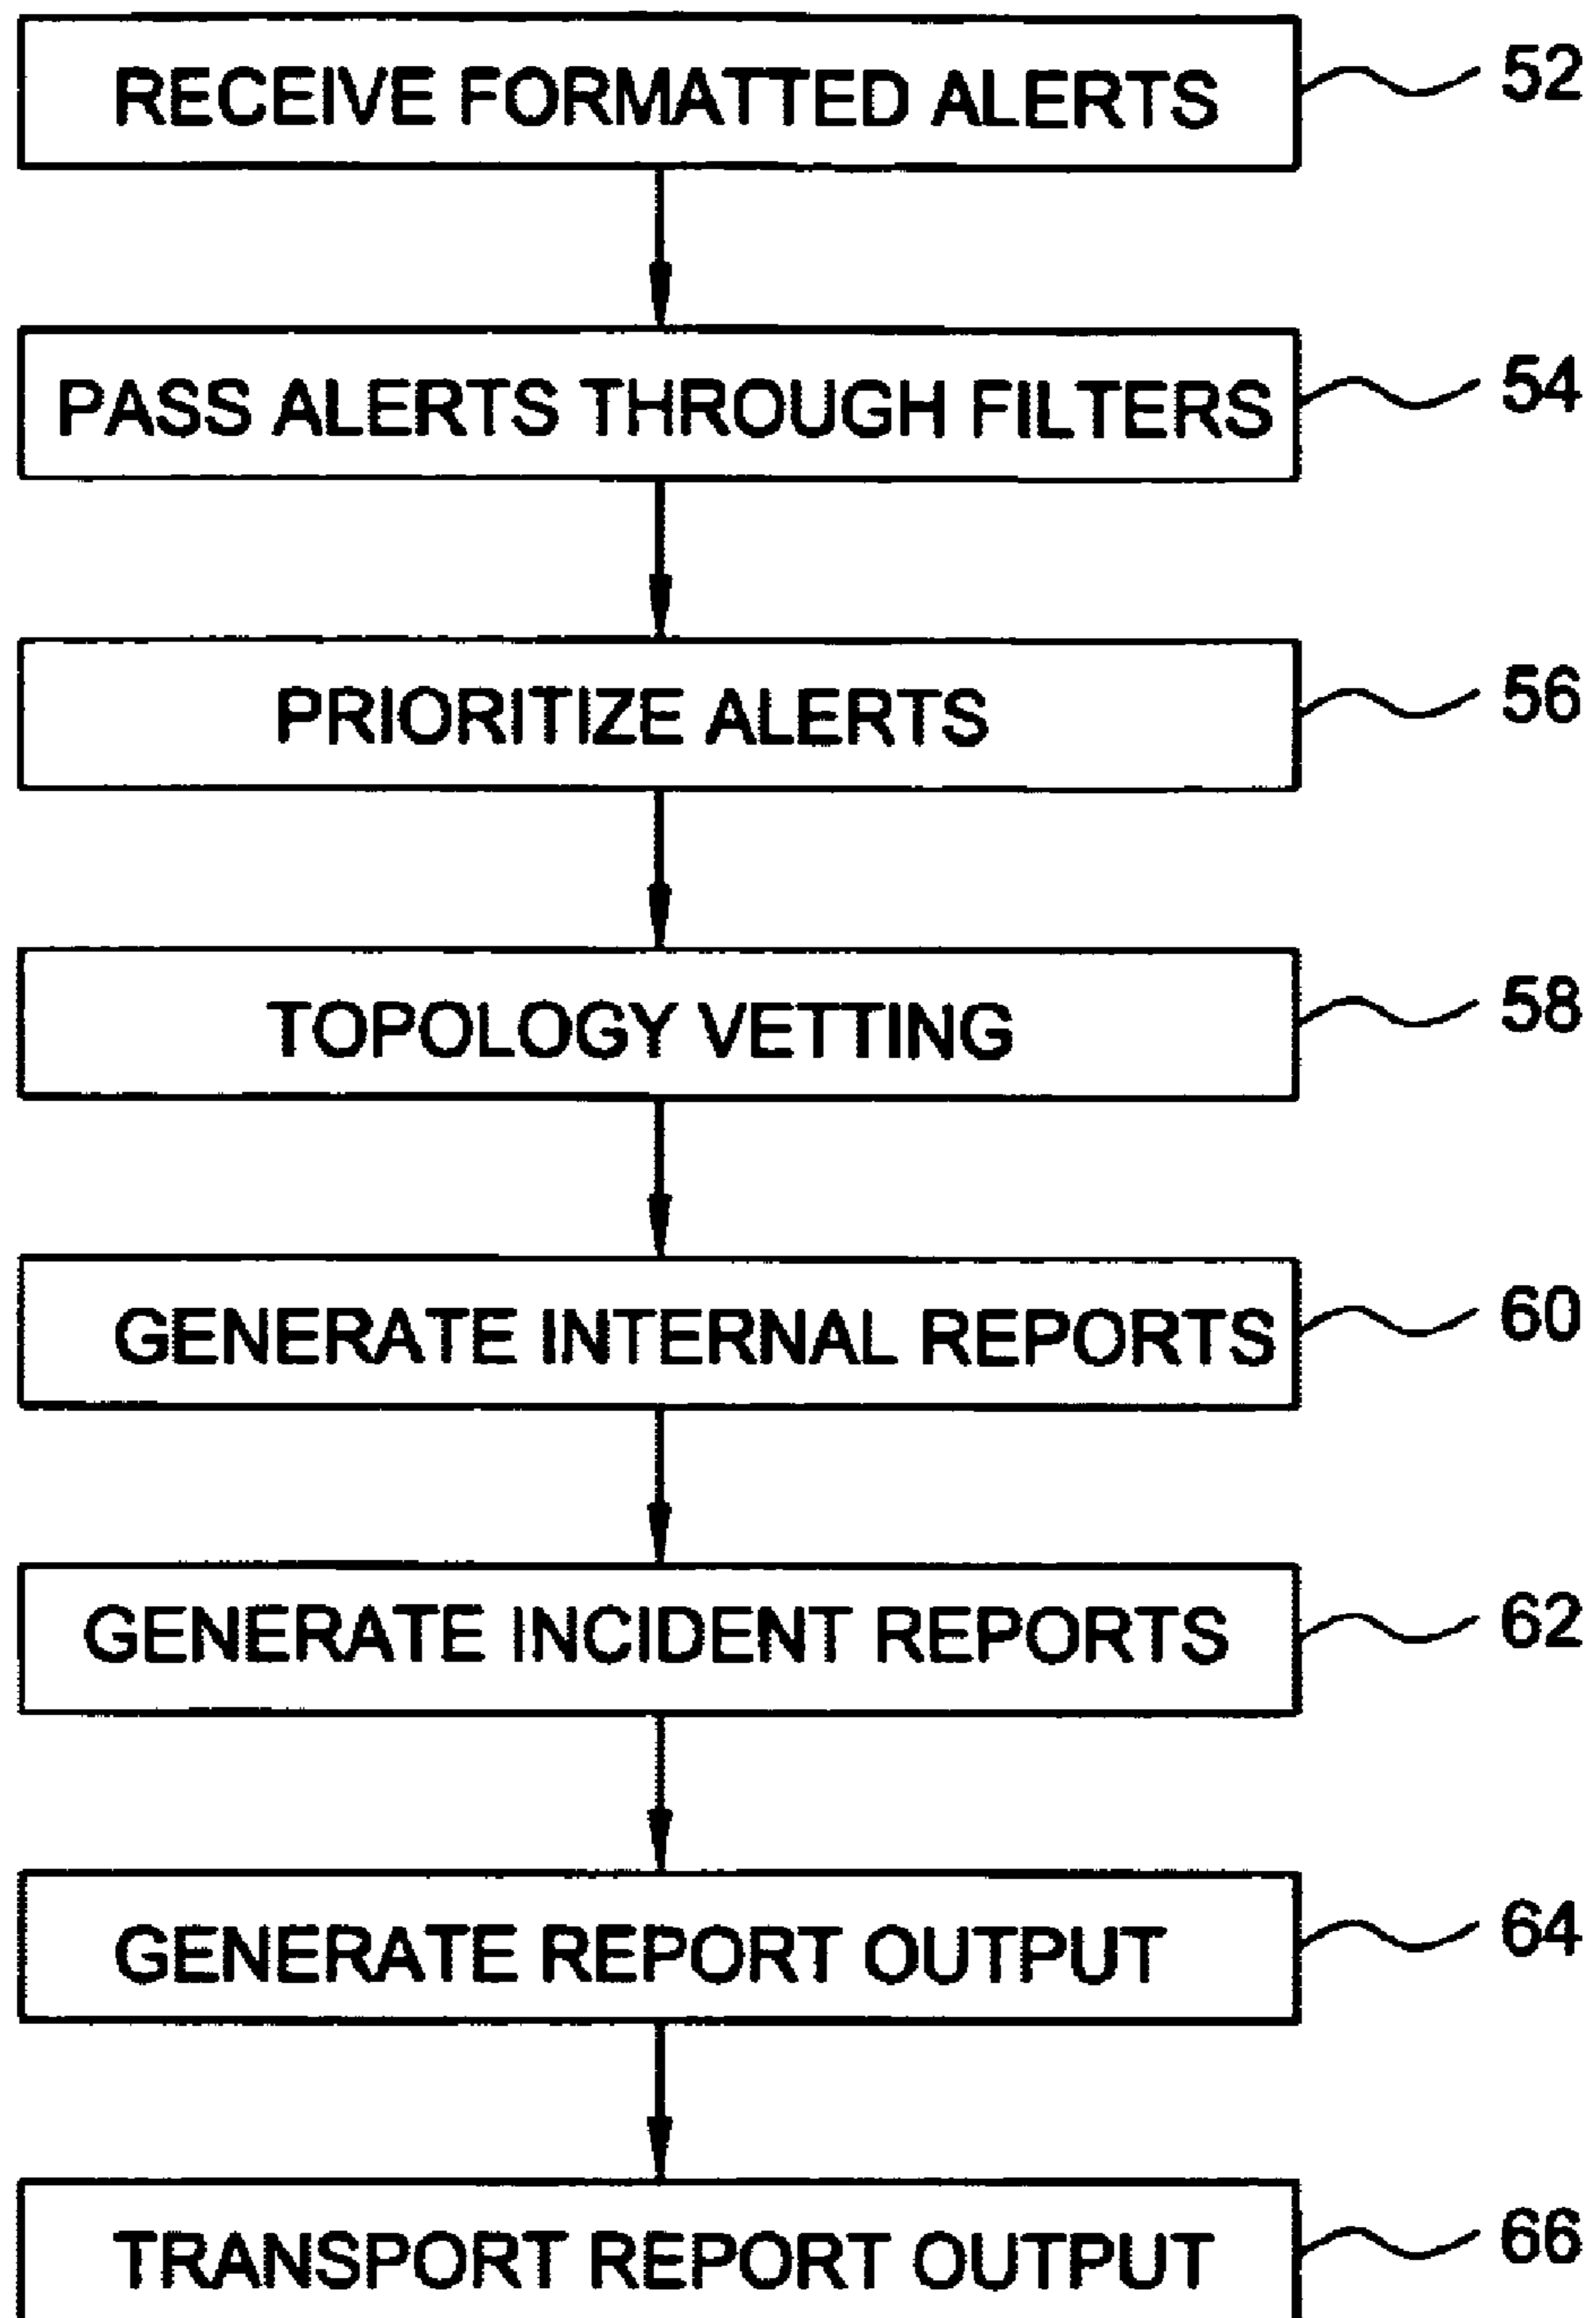 RECEIVE FORMATTED ALERTS 52
PASS ALERTS THROUGH FILTERS 54
PRIORITIZE ALERTS 56
TOPOLOGY VETTING 58
GENERATE INTERNAL REPORTS 60
GENERATE INCIDENT REPORTS 62
GENERATE REPORT OUTPUT 64
TRANSPORT REPORT OUTPUT 66